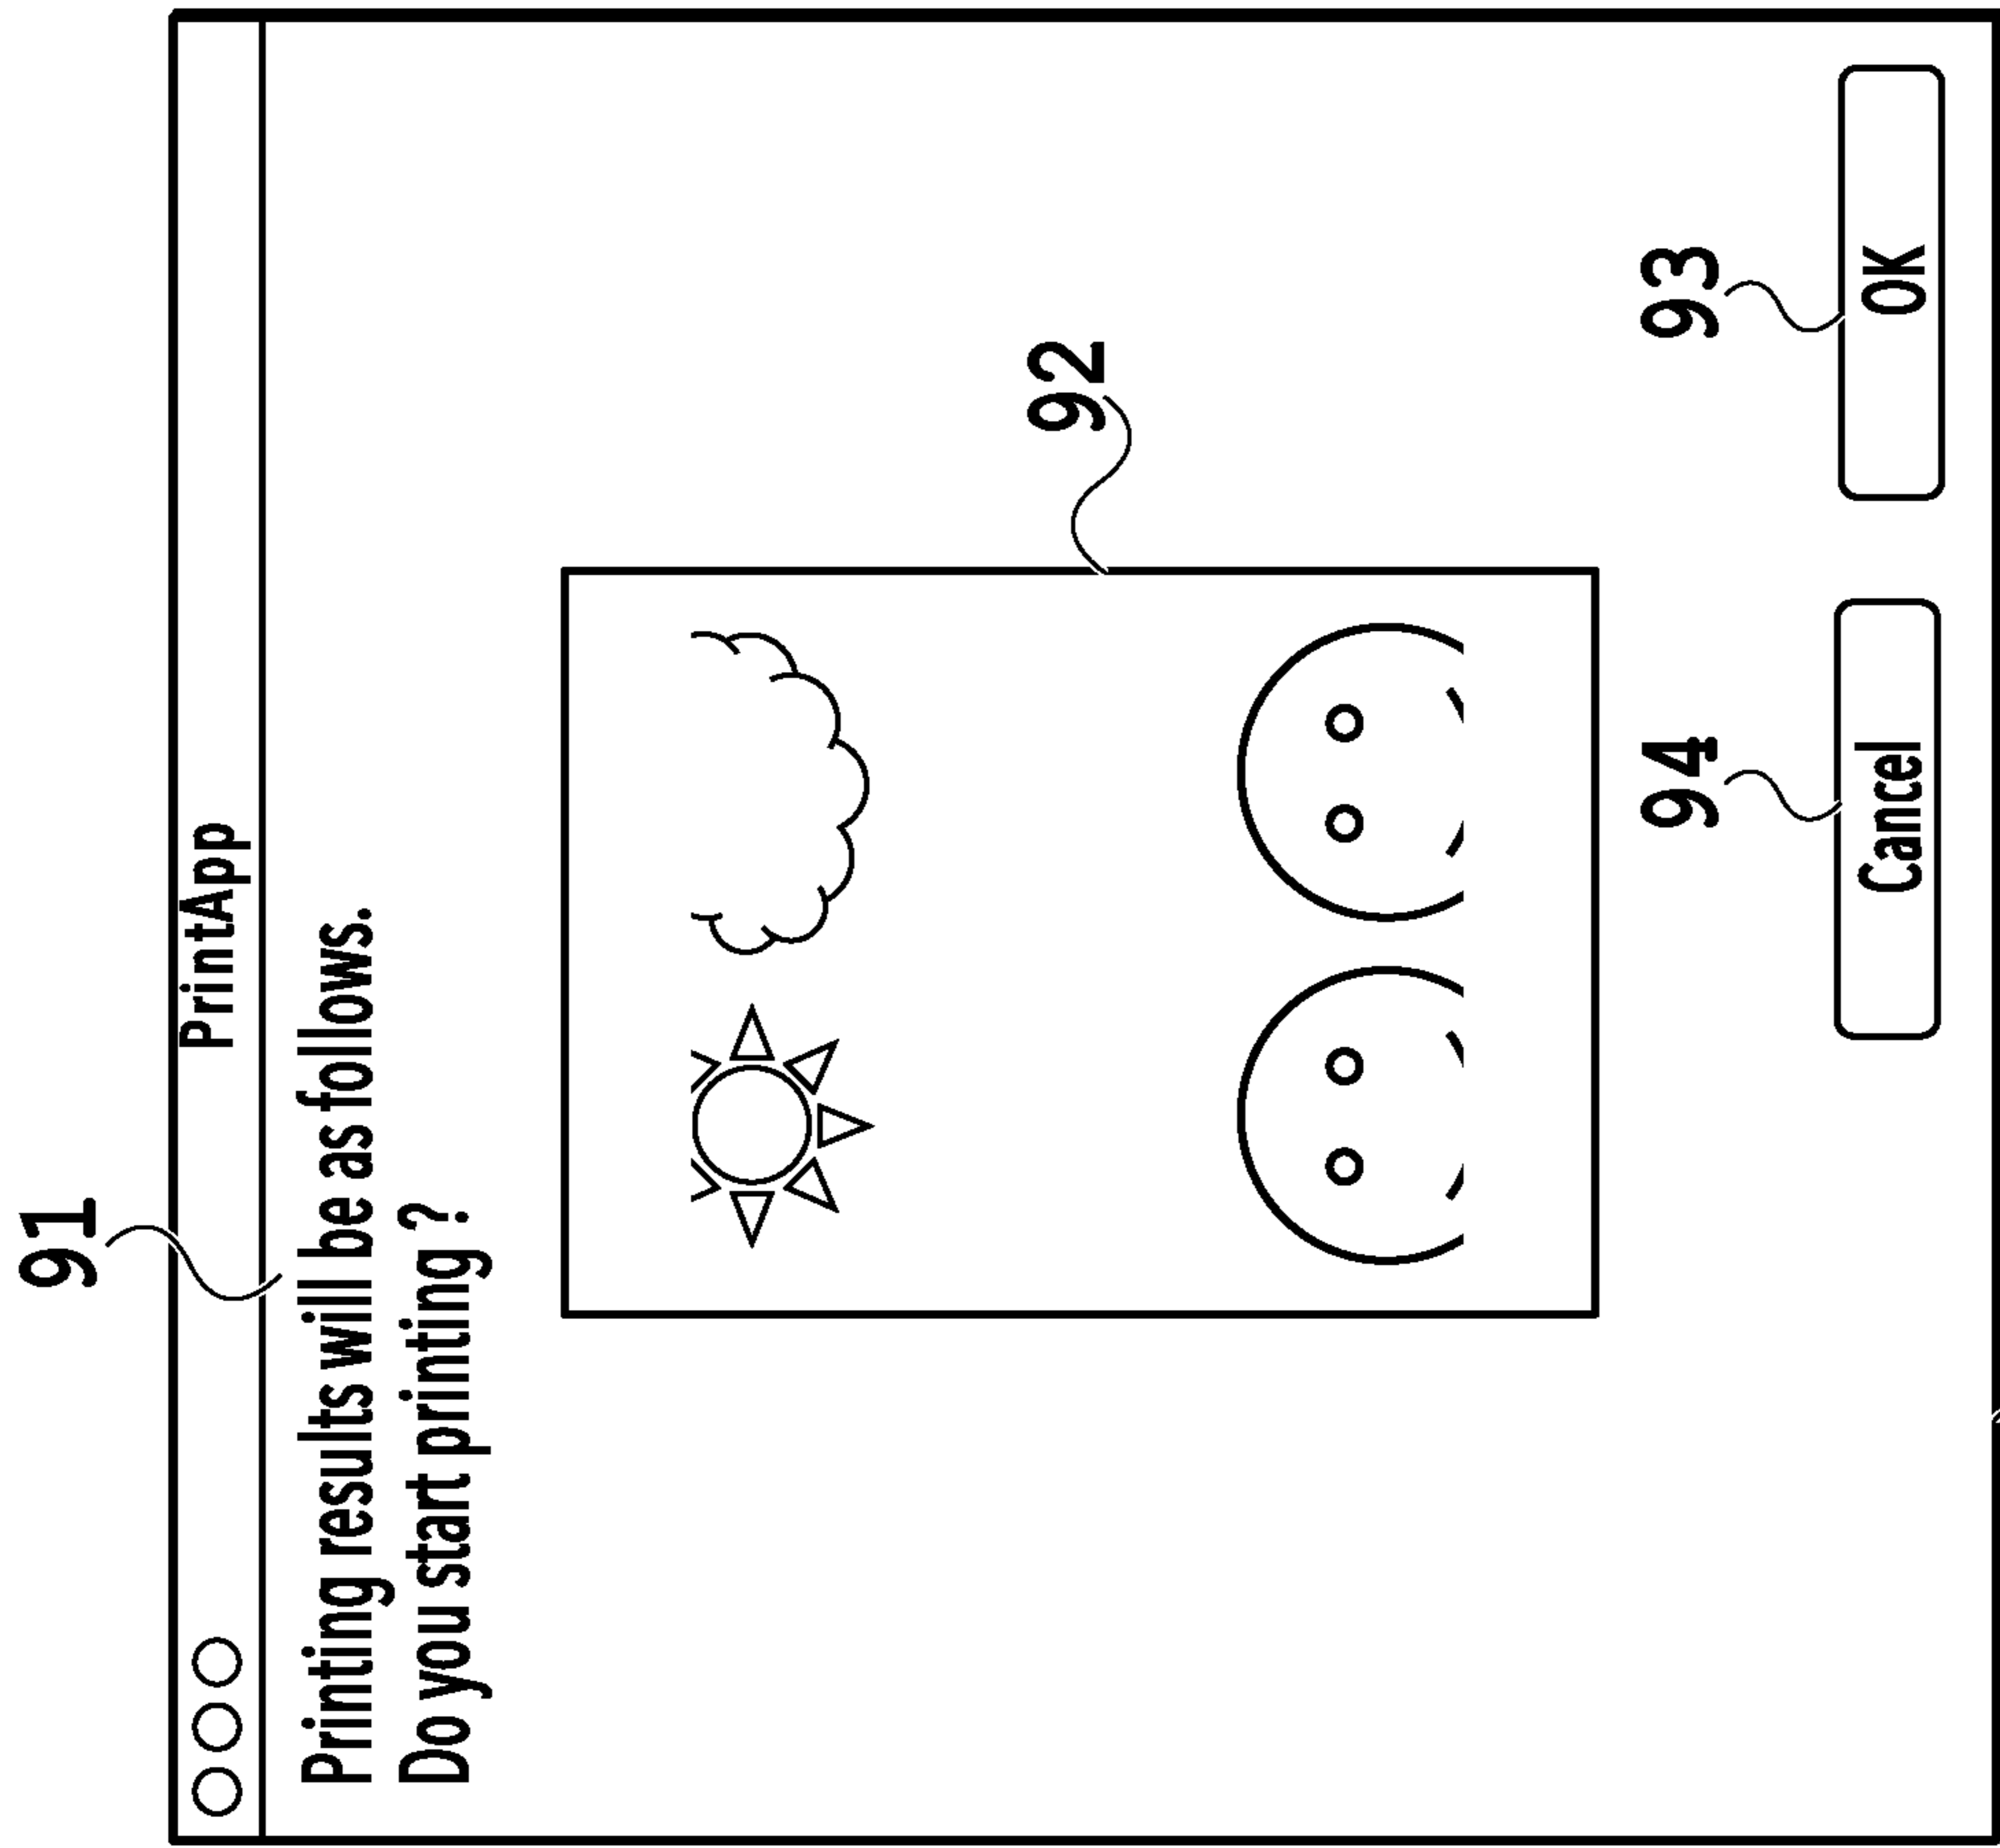 91
PrintApp
Printing results will be as follows.
Do you start printing ?
92
94
93
Cancel
OK